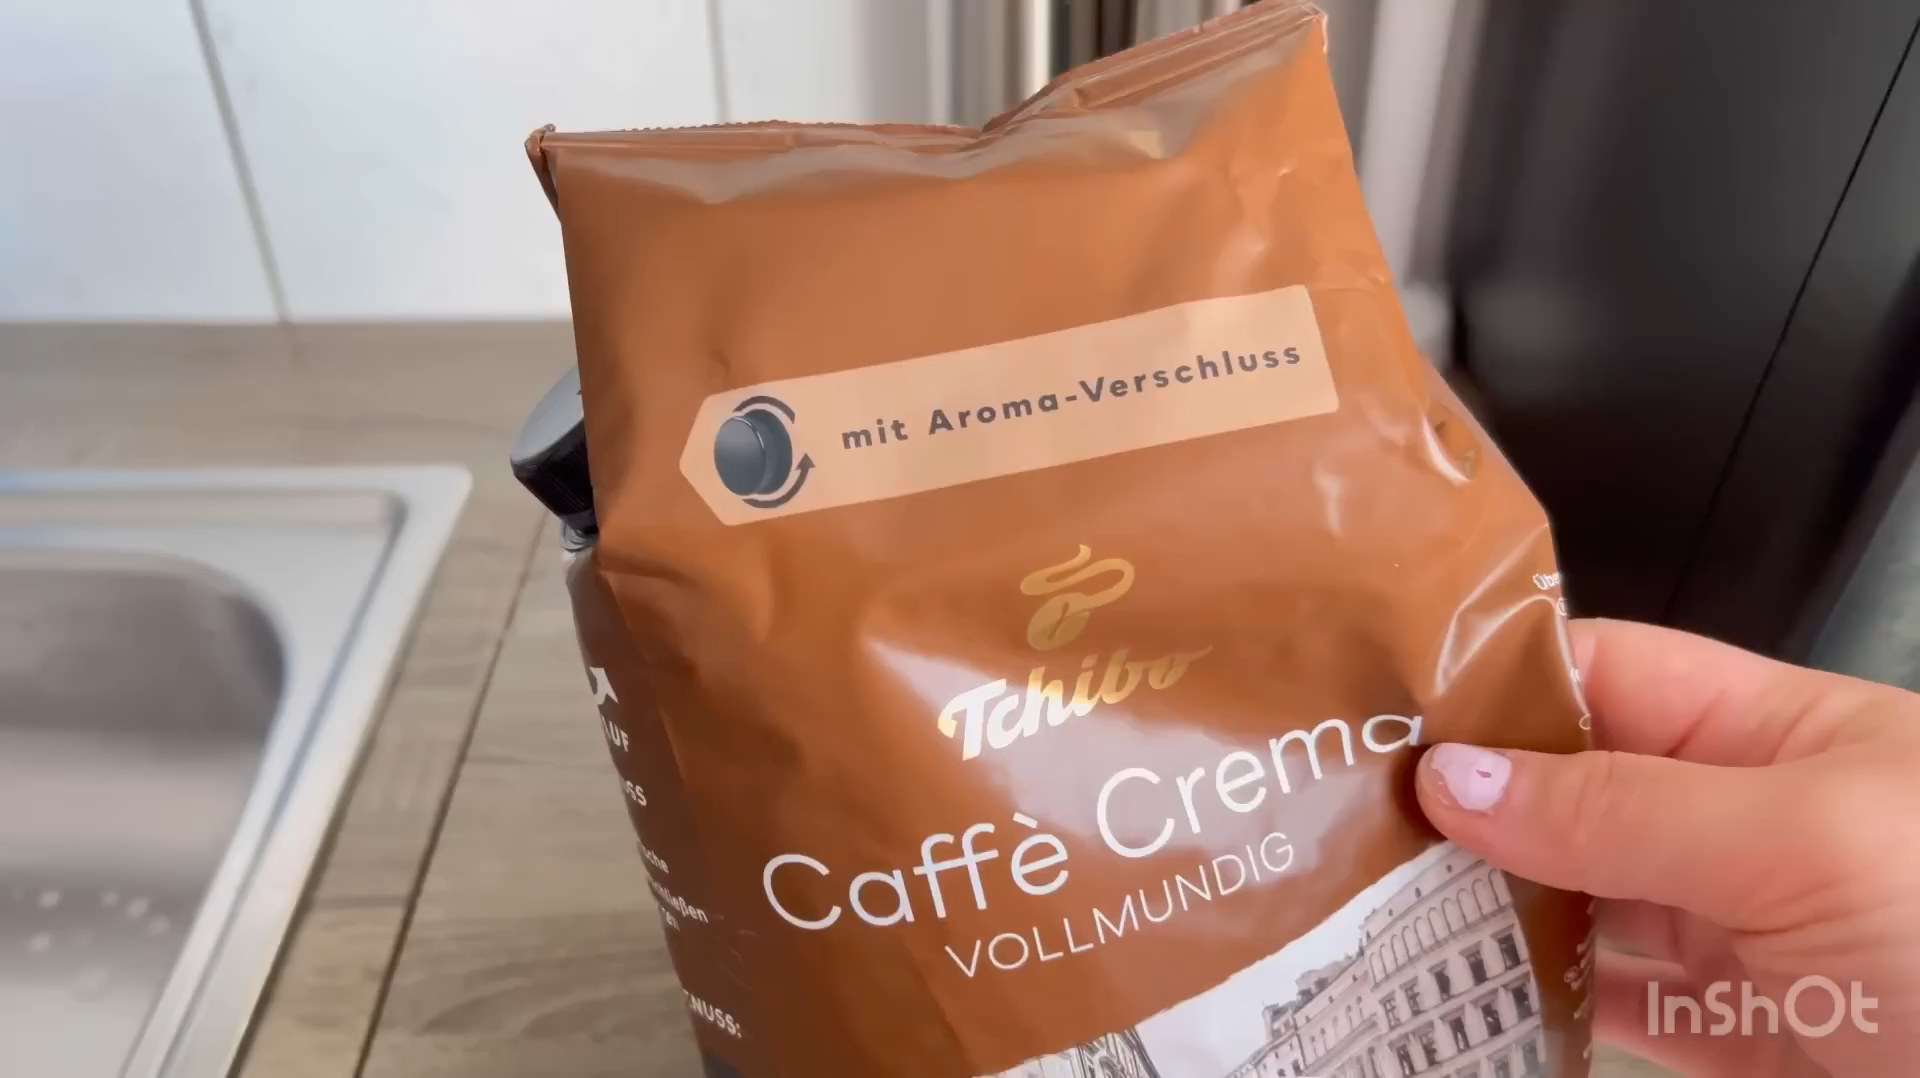 mit Aroma-Verschluss
Tchibo
Caffè Crema
VOLLMUNDIG
InShOt